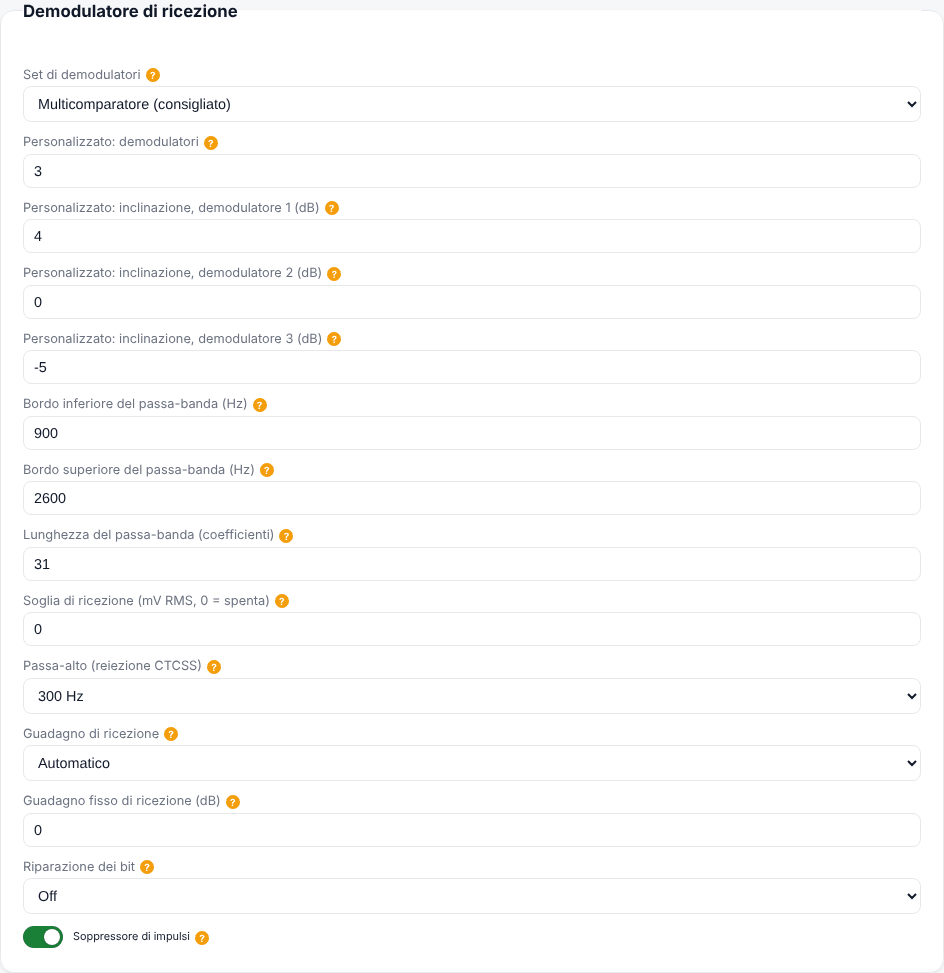 Demodulatore di ricezione
Set di demodulatori ?
Multicomparatore (consigliato)
Personalizzato: demodulatori ?
3
Personalizzato: inclinazione, demodulatore 1 (dB) ?
4
Personalizzato: inclinazione, demodulatore 2 (dB) ?
0
Personalizzato: inclinazione, demodulatore 3 (dB) ?
-5
Bordo inferiore del passa-banda (Hz) ?
900
Bordo superiore del passa-banda (Hz) ?
2600
Lunghezza del passa-banda (coefficienti) ?
31
Soglia di ricezione (mV RMS, 0 = spenta) ?
0
Passa-alto (reiezione CTCSS) ?
300 Hz
Guadagno di ricezione ?
Automatico
Guadagno fisso di ricezione (dB) ?
0
Riparazione dei bit ?
Off
Soppressore di impulsi ?